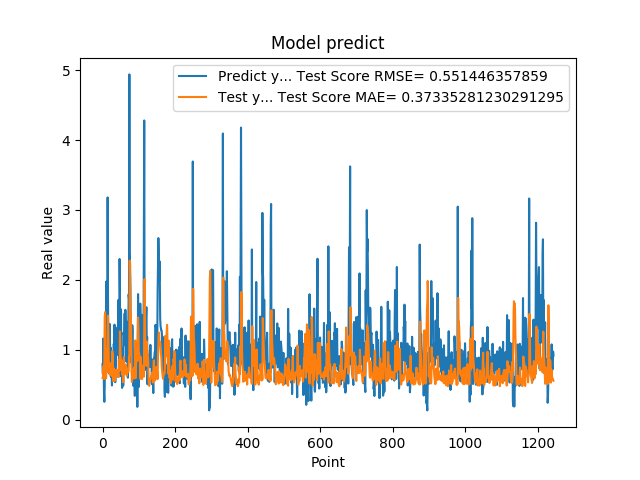 Model predict
Predict y... Test Score RMSE= 0.551446357859
Test y... Test Score MAE= 0.37335281230291295
Real value
5
4
3
2
1
0
0 200 400 600 800 1000 1200
Point